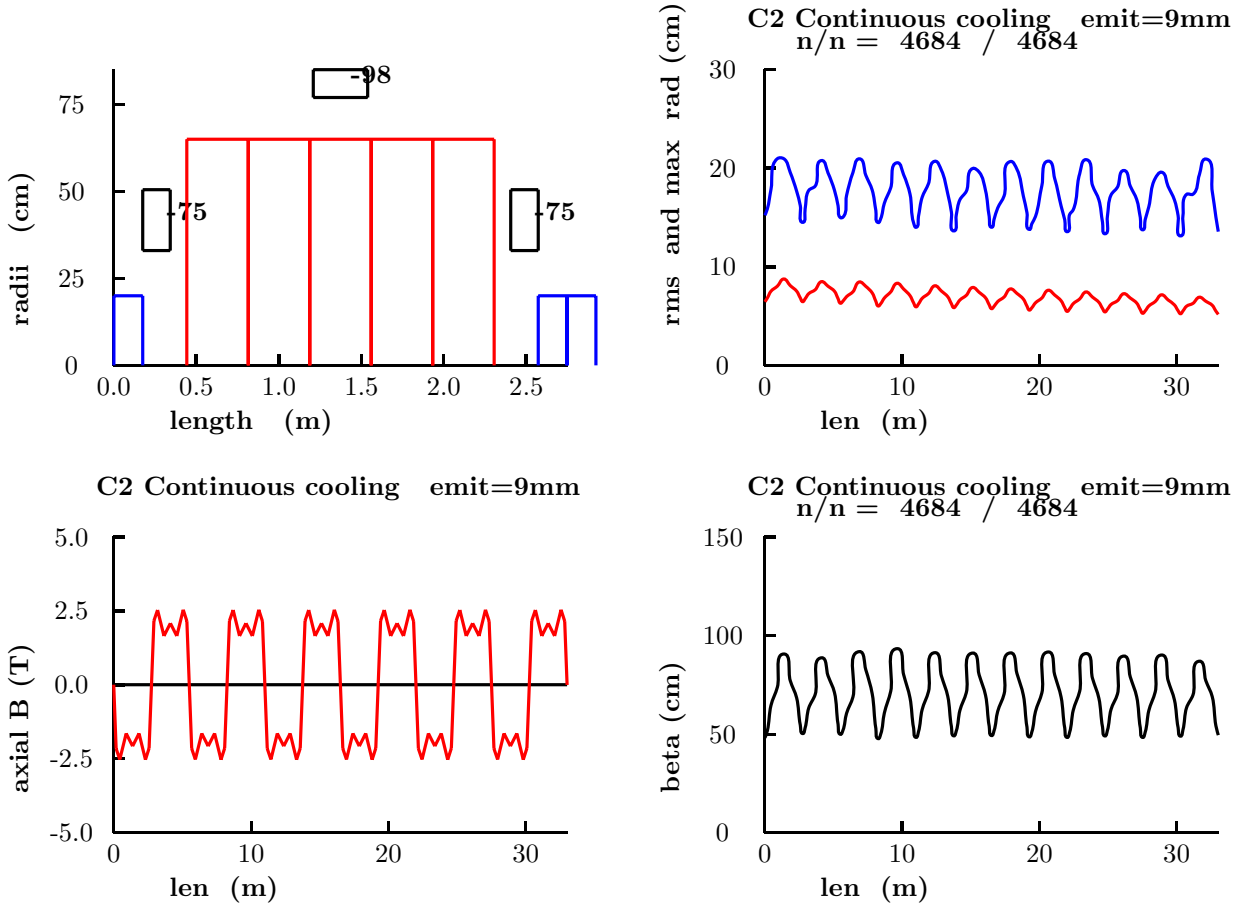 -98
-75
-75
75
50
25
0
radii (cm)
0.0 0.5 1.0 1.5 2.0 2.5
length (m)
C2 Continuous cooling emit=9mm
n/n = 4684 / 4684
30
20
10
0
rms and max rad (cm)
0 10 20 30
len (m)
C2 Continuous cooling emit=9mm
5.0
2.5
0.0
-2.5
-5.0
axial B (T)
0 10 20 30
len (m)
C2 Continuous cooling emit=9mm
n/n = 4684 / 4684
150
100
50
0
beta (cm)
0 10 20 30
len (m)